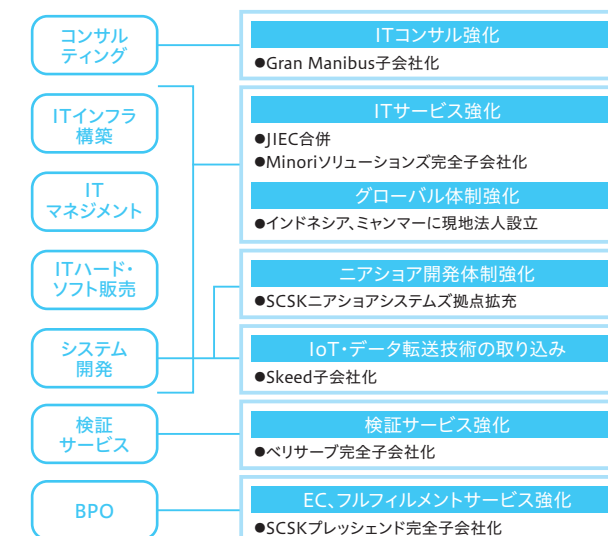 コンサル
ティング
ITコンサル強化
●Gran Manibus子会社化
ITインフラ
構築
IT
マネジメント
ITハード・
ソフト販売
システム
開発
ITサービス強化
●JIEC合併
●Minoriソリューションズ完全子会社化
グローバル体制強化
●インドネシア、ミャンマーに現地法人設立
ニアショア開発体制強化
●SCSKニアショアシステムズ拠点拡充
IoT・データ転送技術の取り込み
●Skeed子会社化
検証
サービス
検証サービス強化
●ベリサーブ完全子会社化
BPO
EC、フルフィルメントサービス強化
●SCSKプレッシェンド完全子会社化